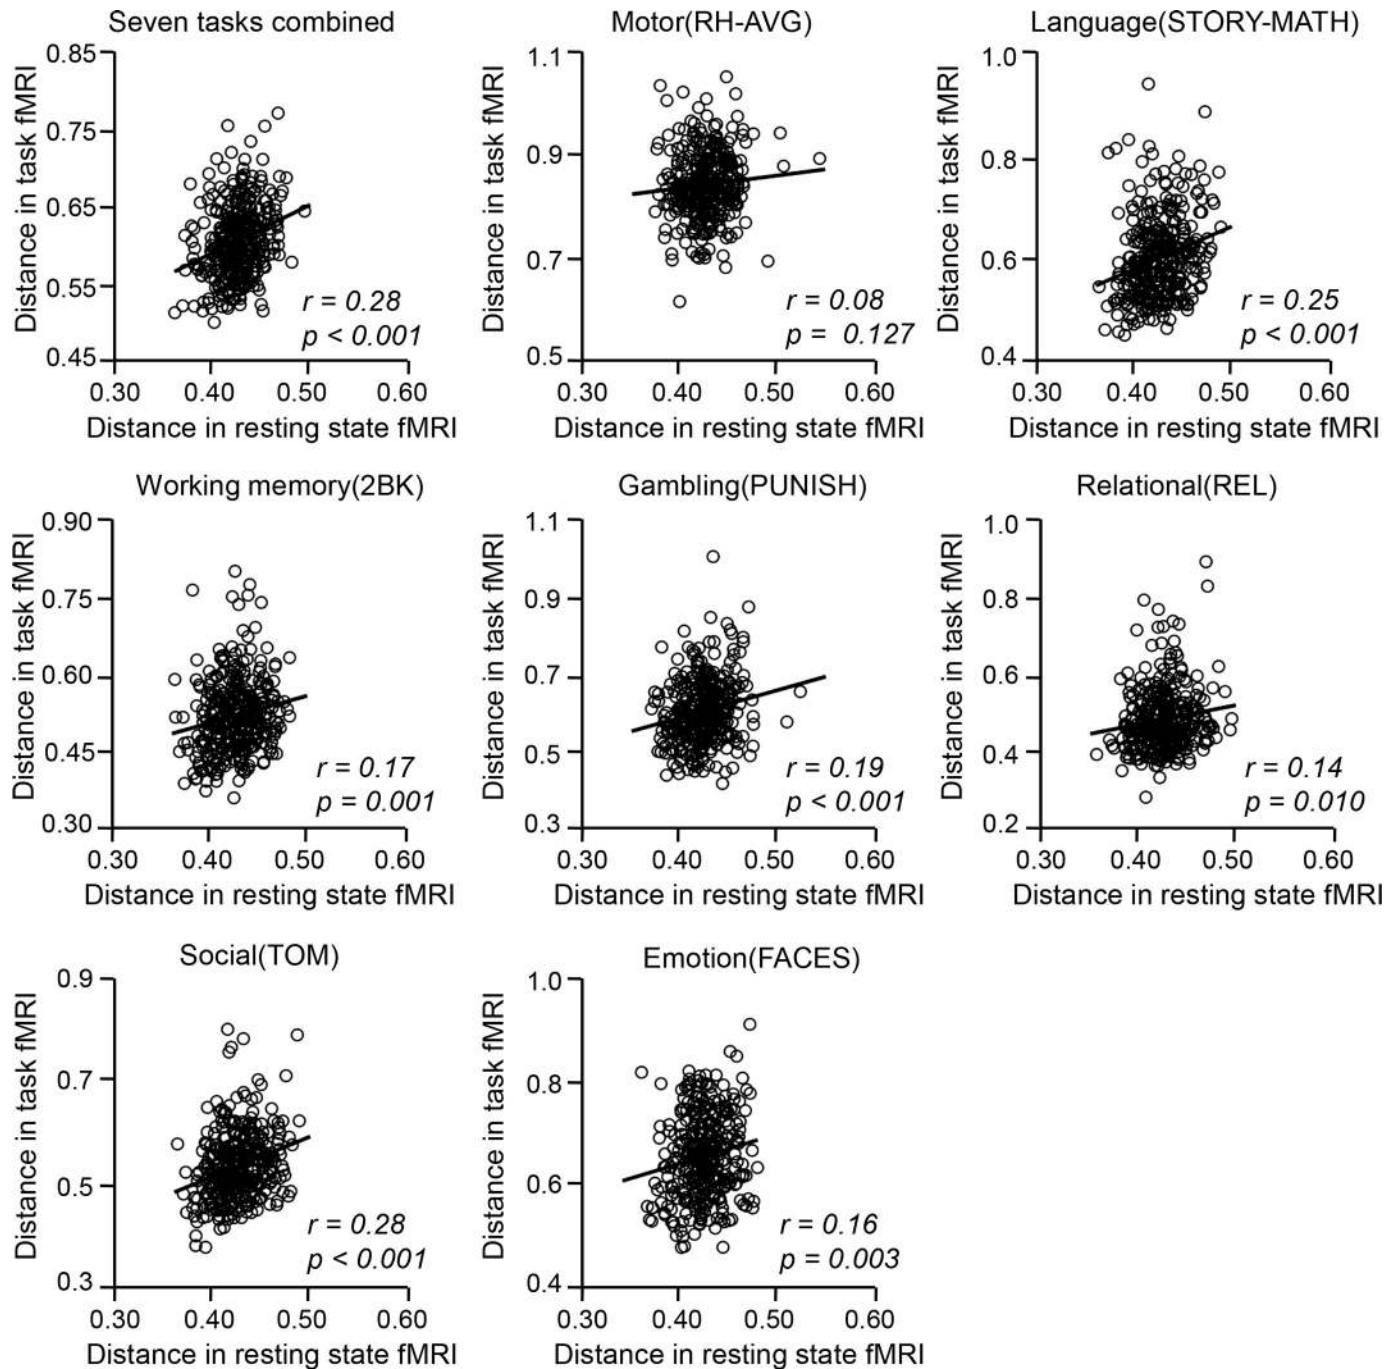 Seven tasks combined
Distance in task fMRI
0.85
0.75
0.65
0.55
0.45
r = 0.28
p < 0.001
0.30 0.40 0.50 0.60
Distance in resting state fMRI
Motor(RH-AVG)
Distance in task fMRI
1.1
0.9
0.7
0.5
r = 0.08
p = 0.127
0.30 0.40 0.50 0.60
Distance in resting state fMRI
Language(STORY-MATH)
Distance in task fMRI
1.0
0.8
0.6
0.4
r = 0.25
p < 0.001
0.30 0.40 0.50 0.60
Distance in resting state fMRI
Working memory(2BK)
Distance in task fMRI
0.90
0.75
0.60
0.45
0.30
r = 0.17
p = 0.001
0.30 0.40 0.50 0.60
Distance in resting state fMRI
Gambling(PUNISH)
Distance in task fMRI
1.1
0.9
0.7
0.5
0.3
r = 0.19
p < 0.001
0.30 0.40 0.50 0.60
Distance in resting state fMRI
Relational(REL)
Distance in task fMRI
1.0
0.8
0.6
0.4
0.2
r = 0.14
p = 0.010
0.30 0.40 0.50 0.60
Distance in resting state fMRI
Social(TOM)
Distance in task fMRI
0.9
0.7
0.5
0.3
r = 0.28
p < 0.001
0.30 0.40 0.50 0.60
Distance in resting state fMRI
Emotion(FACES)
Distance in task fMRI
1.0
0.8
0.6
0.4
r = 0.16
p = 0.003
0.30 0.40 0.50 0.60
Distance in resting state fMRI